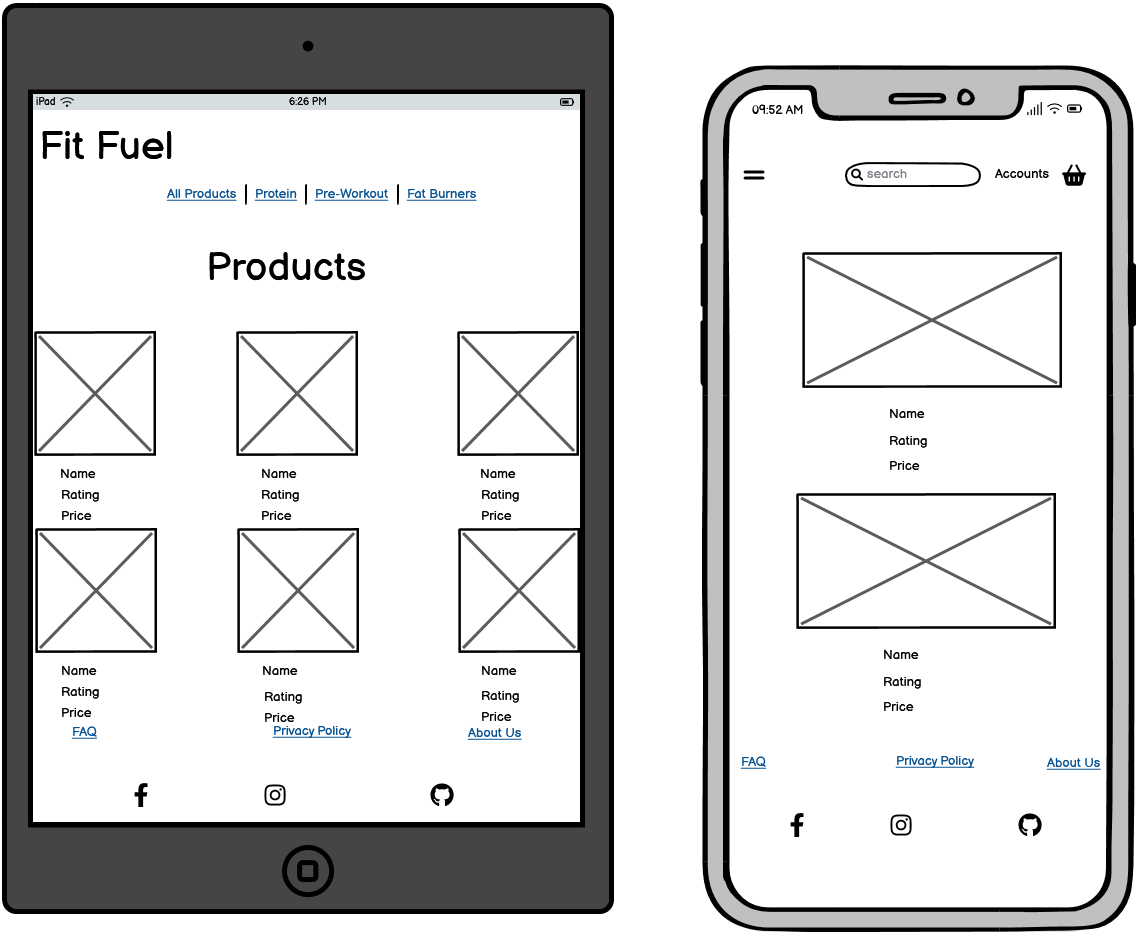 iPad 6:26 PM
Fit Fuel
All Products Protein Pre-Workout Fat Burners
Products
Name Name Name
Rating Rating Rating
Price Price Price
Name Name Name
Rating Rating Rating
Price Price Price
FAQ Privacy Policy About Us
09:52 AM
search Accounts
Name
Rating
Price
Name
Rating
Price
FAQ Privacy Policy About Us